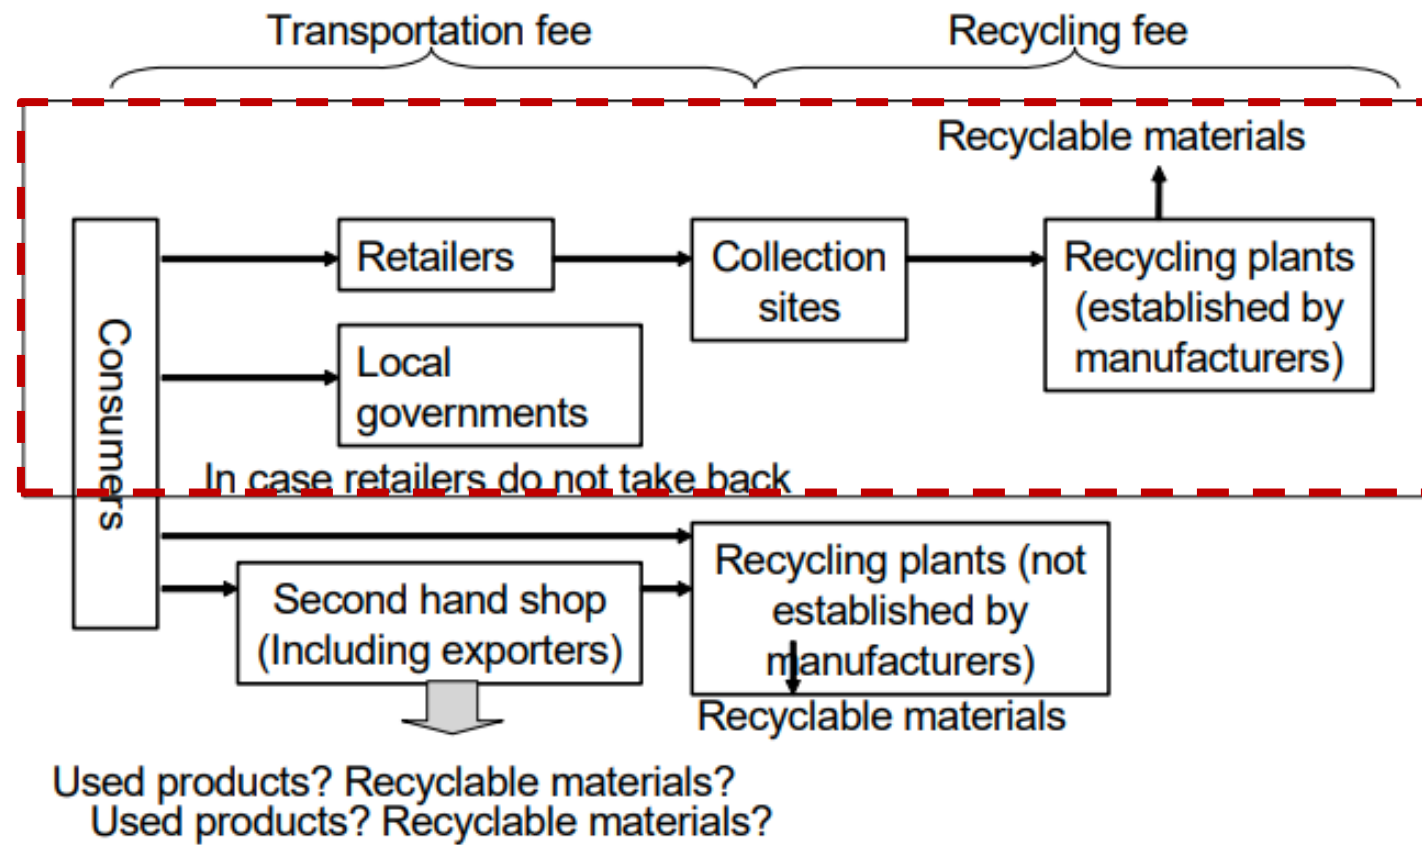 Transportation fee
Recycling fee
Recyclable materials
Consumers
Retailers
Collection
sites
Recycling plants
(established by
manufacturers)
Local
governments
In case retailers do not take back
Recycling plants (not
established by
manufacturers)
Second hand shop
(Including exporters)
Recyclable materials
Used products? Recyclable materials?
Used products? Recyclable materials?